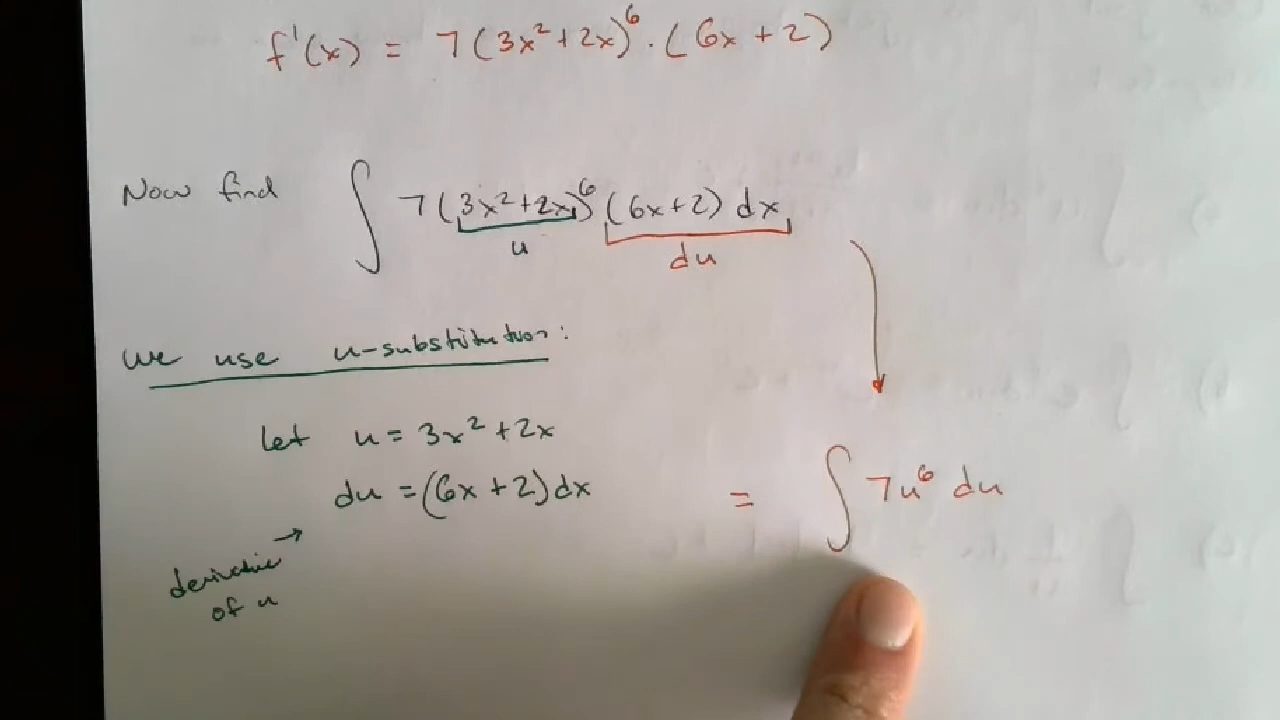 f'(x) = 7(3x²+2x)⁶ · (6x+2)
Now find ∫ 7(3x²+2x)⁶ (6x+2) dx
u du
We use u-substitution:
let u = 3x²+2x
du = (6x+2)dx
= ∫ 7u⁶ du
derivative →
of u